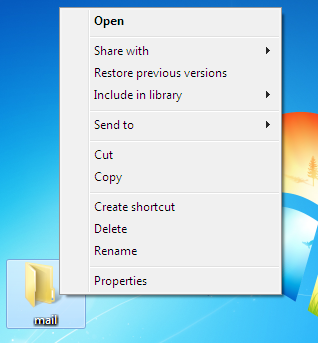 Open
Share with
Restore previous versions
Include in library
Send to
Cut
Copy
Create shortcut
Delete
Rename
Properties
mail